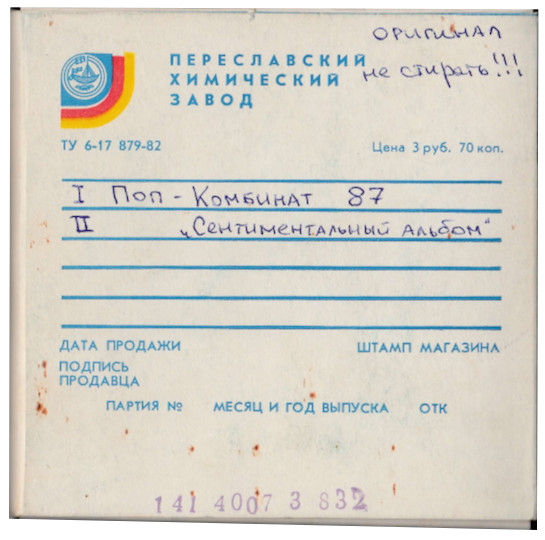 ОРИГИНАЛ
не стирать!!!
ПЕРЕСЛАВСКИЙ
ХИМИЧЕСКИЙ
ЗАВОД
ТУ 6-17 879-82
Цена 3 руб. 70 коп.
I Поп - Комбинат 87
II „Сентиментальный альбом"
ДАТА ПРОДАЖИ
ШТАМП МАГАЗИНА
ПОДПИСЬ
ПРОДАВЦА
ПАРТИЯ № МЕСЯЦ И ГОД ВЫПУСКА ОТК
141 4007 3 832